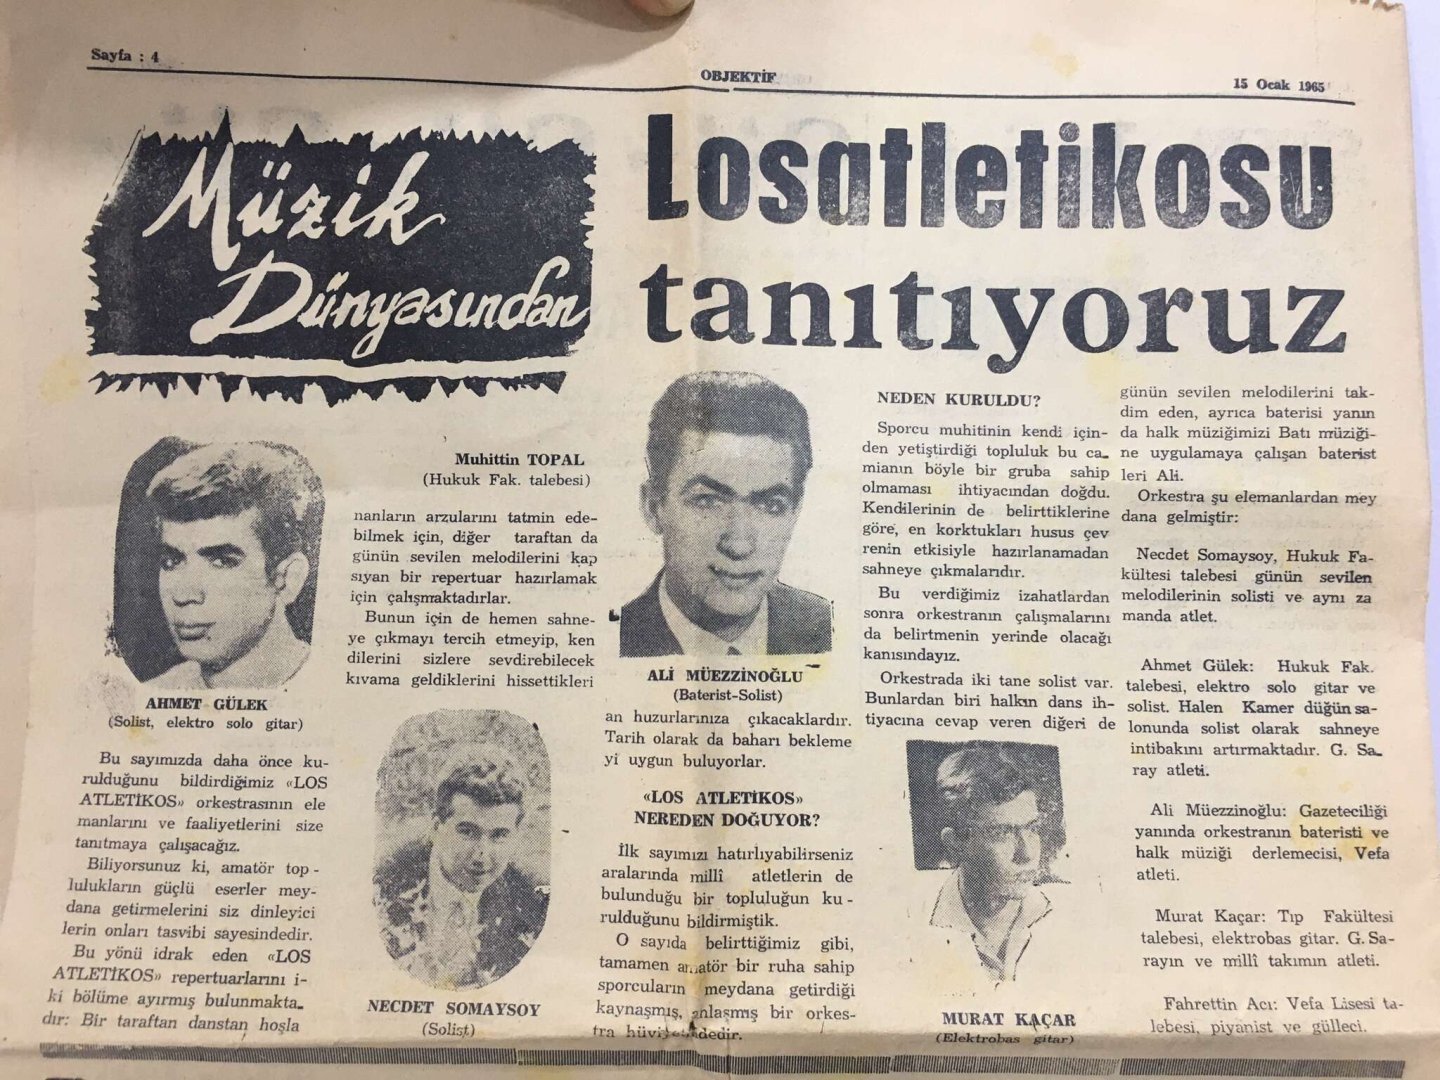 Sayfa : 4
OBJEKTİF
15 Ocak 1965
Müzik
Dünyasından
Losatletikosu
tanıtıyoruz
AHMET GÜLEK
(Solist, elektro solo gitar)
Bu sayımızda daha önce ku-
rulduğunu bildirdiğimiz «LOS
ATLETİKOS» orkestrasının ele
manlarını ve faaliyetlerini size
tanıtmaya çalışacağız.
Biliyorsunuz ki, amatör top -
lulukların güçlü eserler mey-
dana getirmelerini siz dinleyici
lerin onları tasvibi sayesindedir.
Bu yönü idrak eden «LOS
ATLETİKOS» repertuarlarını i-
ki bölüme ayırmış bulunmakta_
dır: Bir taraftan danstan hoşla
Muhittin TOPAL
(Hukuk Fak. talebesi)
nanların arzularını tatmin ede-
bilmek için, diğer taraftan da
günün sevilen melodilerini kap
sıyan bir repertuar hazırlamak
için çalışmaktadırlar.
Bunun için de hemen sahne-
ye çıkmayı tercih etmeyip, ken
dilerini sizlere sevdirebilecek
kıvama geldiklerini hissettikleri
NECDET SOMAYSOY
(Solist)
ALİ MÜEZZİNOĞLU
(Baterist-Solist)
an huzurlarınıza çıkacaklardır.
Tarih olarak da baharı bekleme
yi uygun buluyorlar.
«LOS ATLETİKOS»
NEREDEN DOĞUYOR?
İlk sayımızı hatırlıyabilirseniz
aralarında millî atletlerin de
bulunduğu bir topluluğun ku -
rulduğunu bildirmiştik.
O sayıda belirttiğimiz gibi,
tamamen amatör bir ruha sahip
sporcuların meydana getirdiği
kaynaşmış, anlaşmış bir orkes-
tra hüviyetindedir.
NEDEN KURULDU?
Sporcu muhitinin kendi için-
den yetiştirdiği topluluk bu ca_
mianın böyle bir gruba sahip
olmaması ihtiyacından doğdu.
Kendilerinin de belirttiklerine
göre, en korktukları husus çev
renin etkisiyle hazırlanamadan
sahneye çıkmalarıdır.
Bu verdiğimiz izahatlardan
sonra orkestranın çalışmalarını
da belirtmenin yerinde olacağı
kanısındayız.
Orkestrada iki tane solist var.
Bunlardan biri halkın dans ih-
tiyacına cevap veren diğeri de
MURAT KAÇAR
(Elektrobas gitar)
günün sevilen melodilerini tak-
dim eden, ayrıca baterisi yanın
da halk müziğimizi Batı müziği-
ne uygulamaya çalışan baterist
leri Ali.
Orkestra şu elemanlardan mey
dana gelmiştir:
Necdet Somaysoy, Hukuk Fa-
kültesi talebesi günün sevilen
melodilerinin solisti ve aynı za
manda atlet.
Ahmet Gülek: Hukuk Fak.
talebesi, elektro solo gitar ve
solist. Halen Kamer düğün sa-
lonunda solist olarak sahneye
intibakını artırmaktadır. G. Sa_
ray atleti.
Ali Müezzinoğlu: Gazeteciliği
yanında orkestranın bateristi ve
halk müziği derlemecisi, Vefa
atleti.
Murat Kaçar: Tıp Fakültesi
talebesi, elektrobas gitar. G. Sa-
rayın ve millî takımın atleti.
Fahrettin Acı: Vefa Lisesi ta-
lebesi, piyanist ve gülleci.